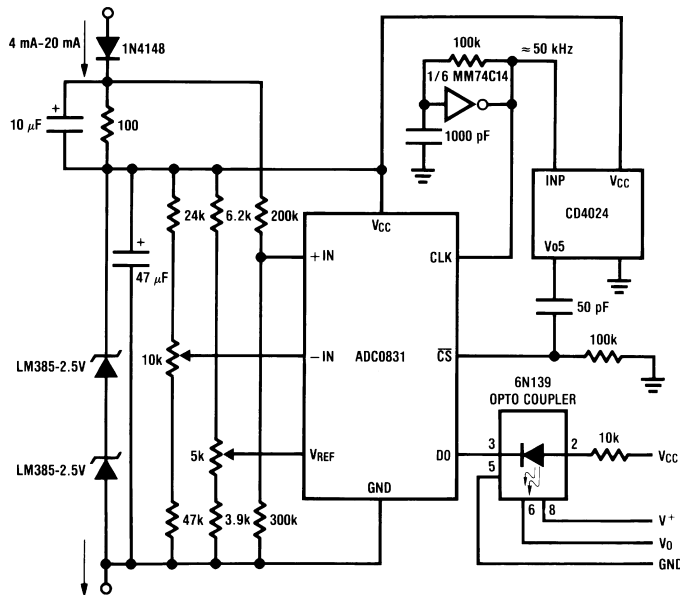 4 mA–20 mA
1N4148
10 µF
+
100
100k
≈ 50 kHz
1/6 MM74C14
1000 pF
INP
VCC
CD4024
Vo5
24k
6.2k
200k
VCC
+
47 µF
+ IN
CLK
50 pF
LM385-2.5V
10k
– IN
ADC0831
CS
100k
6N139
OPTO COUPLER
LM385-2.5V
5k
VREF
DO
3
2
10k
VCC
5
GND
47k
3.9k
300k
6
8
V+
VO
GND